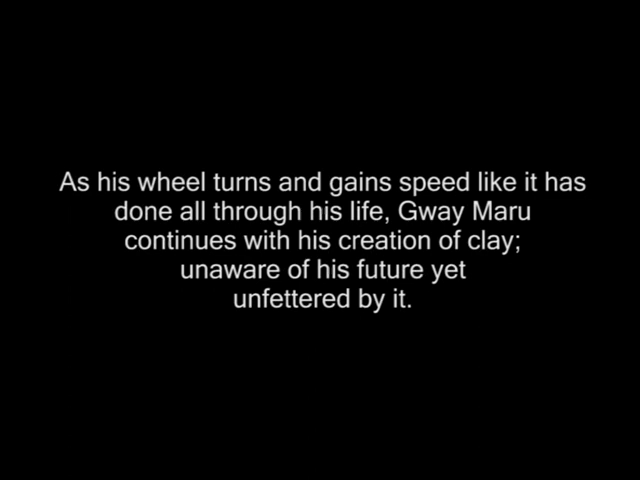 As his wheel turns and gains speed like it has
done all through his life, Gway Maru
continues with his creation of clay;
unaware of his future yet
unfettered by it.